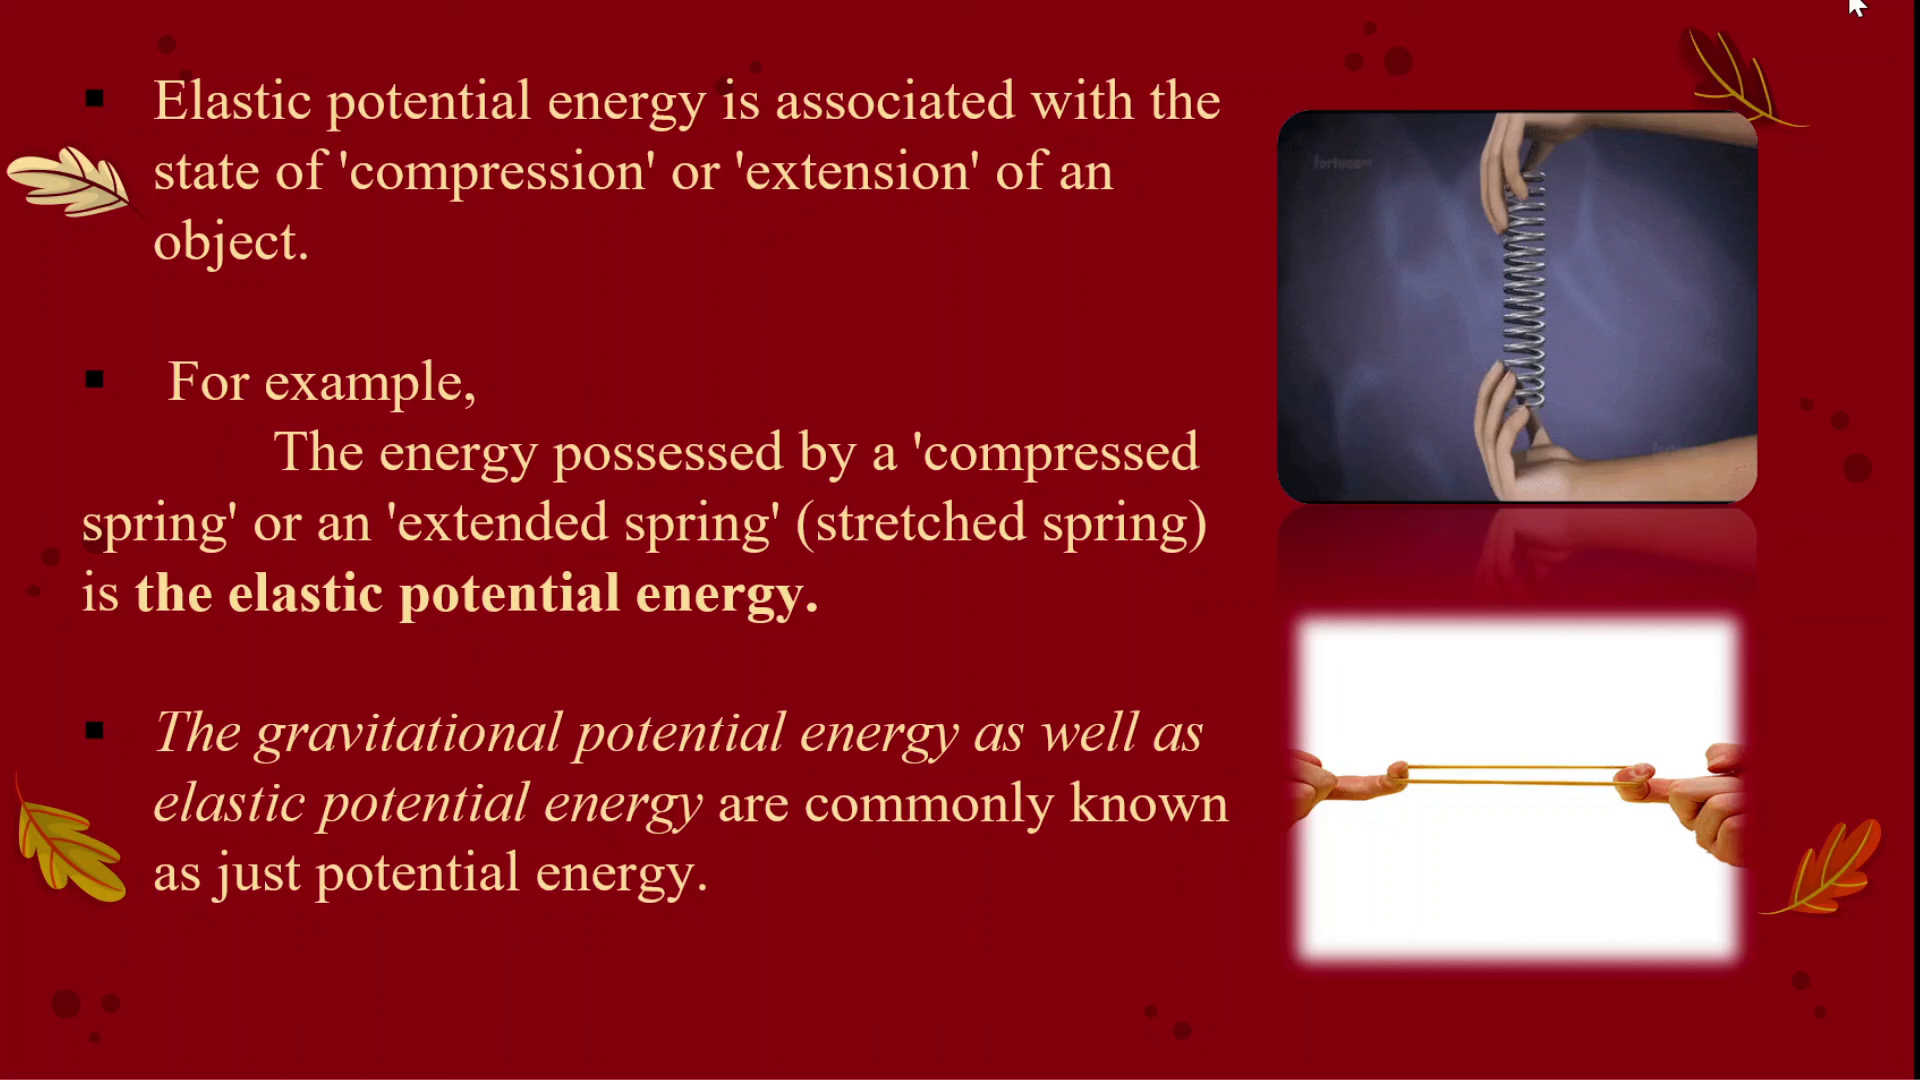 Elastic potential energy is associated with the
state of 'compression' or 'extension' of an
object.
For example,
The energy possessed by a 'compressed
spring' or an 'extended spring' (stretched spring)
is the elastic potential energy.
The gravitational potential energy as well as
elastic potential energy are commonly known
as just potential energy.